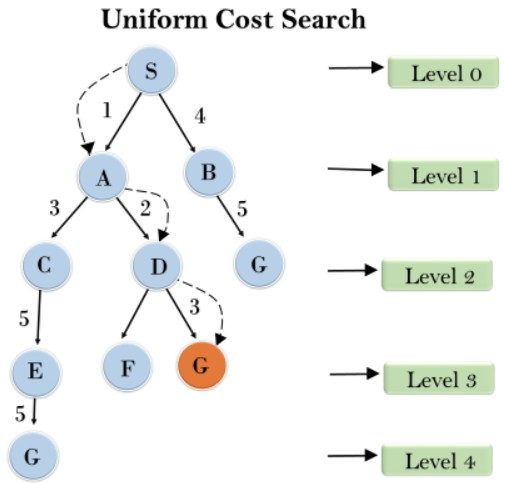 Uniform Cost Search
S
Level 0
1
4
A
B
Level 1
3
2
5
C
D
G
Level 2
5
3
E
F
G
Level 3
5
G
Level 4